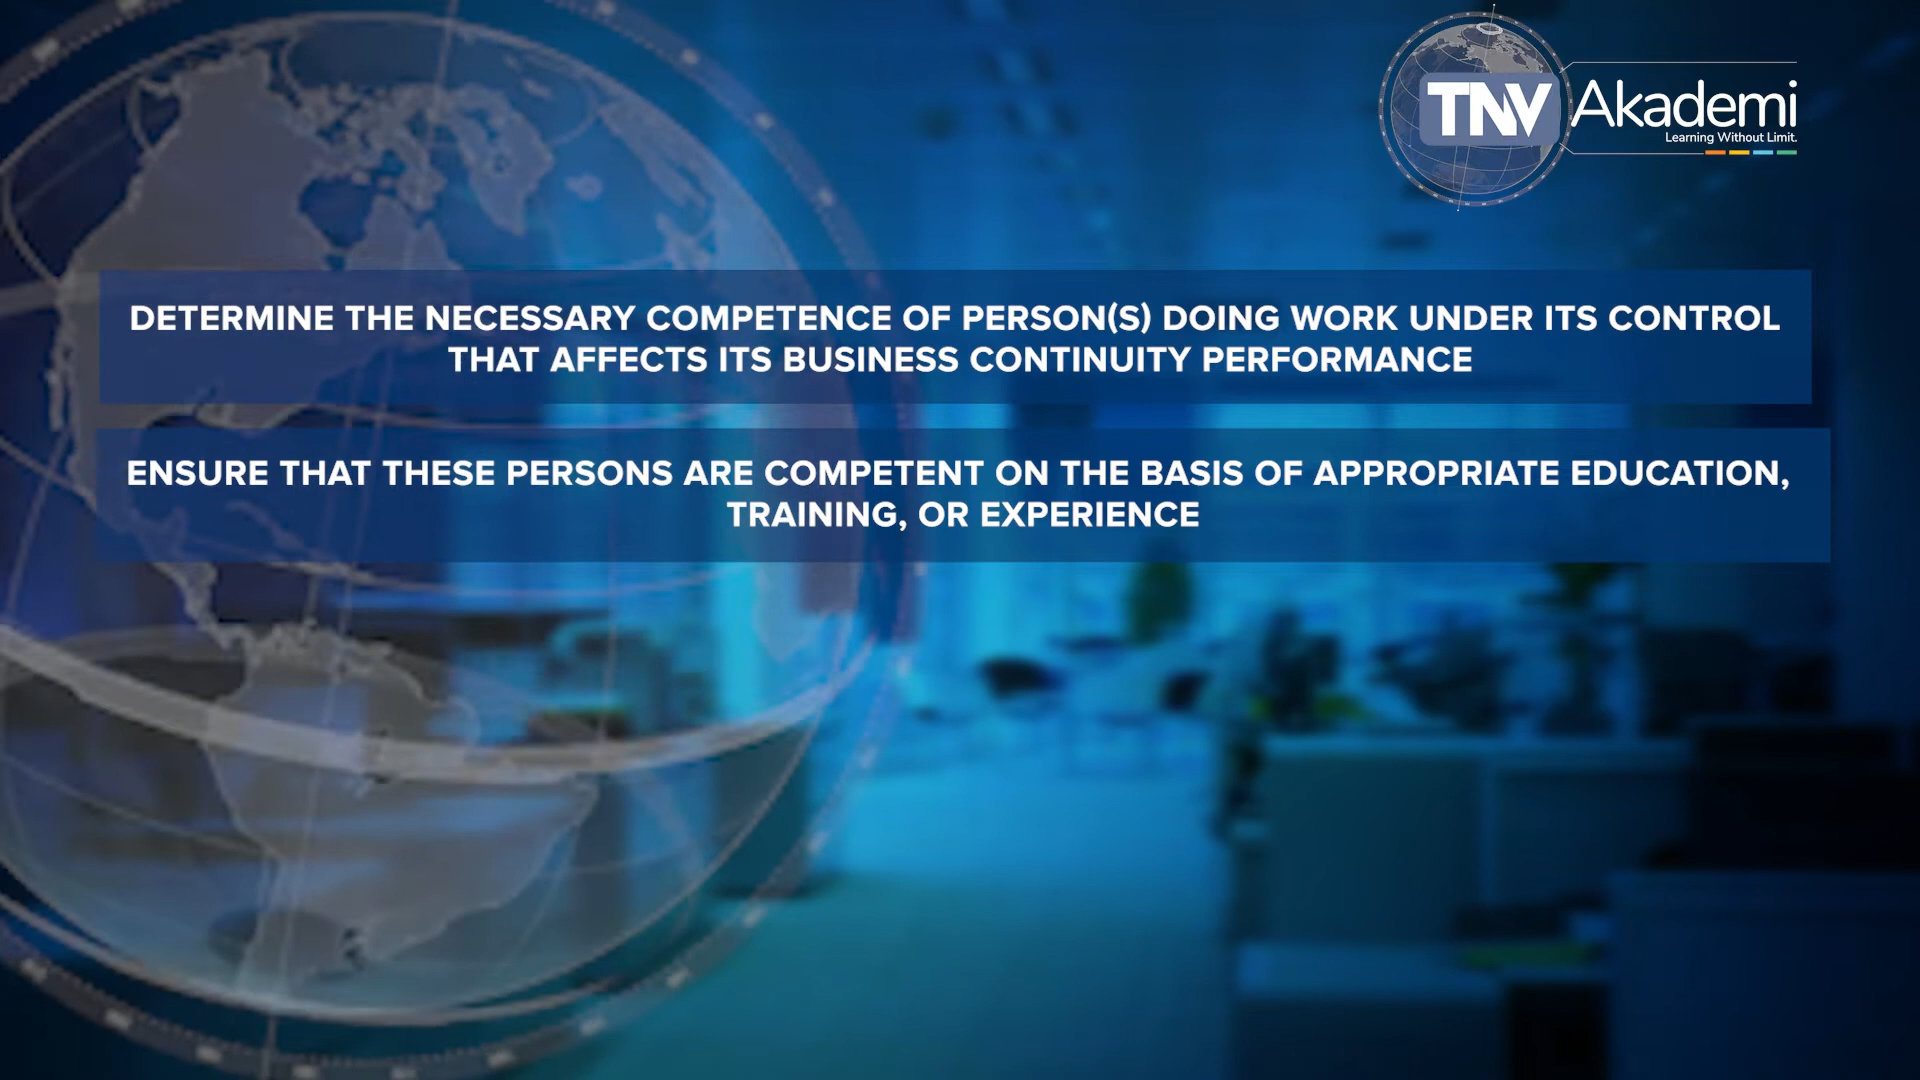 TNV Akademi
Learning Without Limit.
DETERMINE THE NECESSARY COMPETENCE OF PERSON(S) DOING WORK UNDER ITS CONTROL
THAT AFFECTS ITS BUSINESS CONTINUITY PERFORMANCE
ENSURE THAT THESE PERSONS ARE COMPETENT ON THE BASIS OF APPROPRIATE EDUCATION,
TRAINING, OR EXPERIENCE